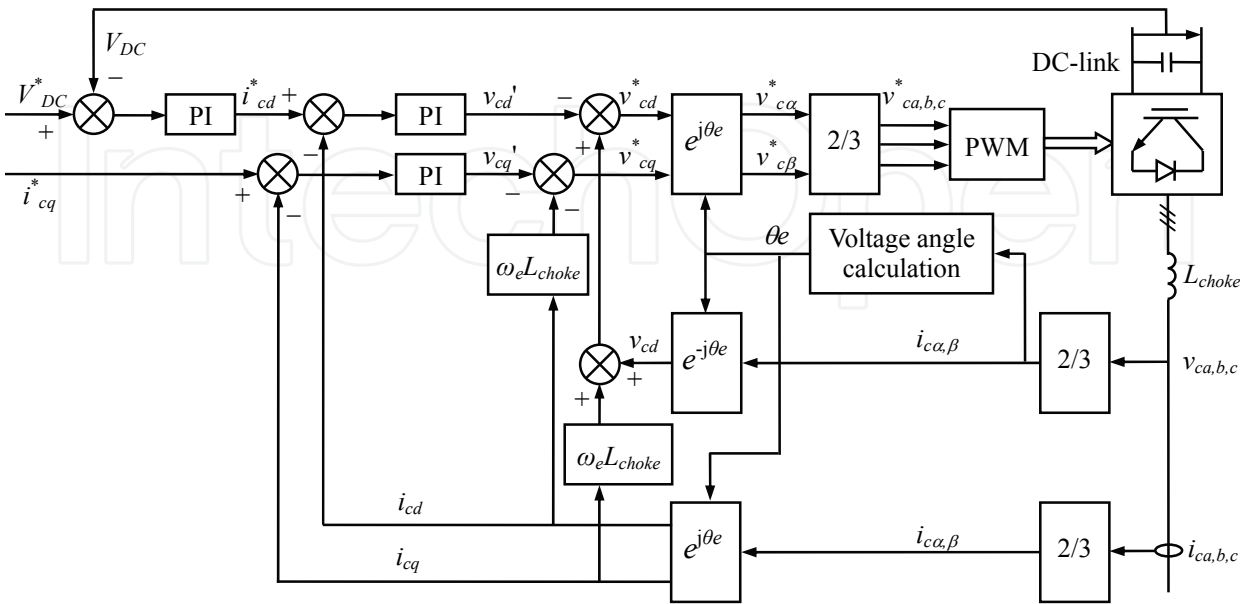 V_DC
DC-link
V*_DC
−
+
PI
i*_cd +
−
PI
v_cd'
−
+
v*_cd
e^jθe
v*_cα
2/3
v*_ca,b,c
PWM
i*_cq
+
−
PI
v_cq'
−
−
v*_cq
v*_cβ
ω_e L_choke
θe
Voltage angle
calculation
L_choke
v_cd
+
+
e^-jθe
i_cα,β
2/3
v_ca,b,c
ω_e L_choke
i_cd
i_cq
e^jθe
i_cα,β
2/3
i_ca,b,c
IntechOpen